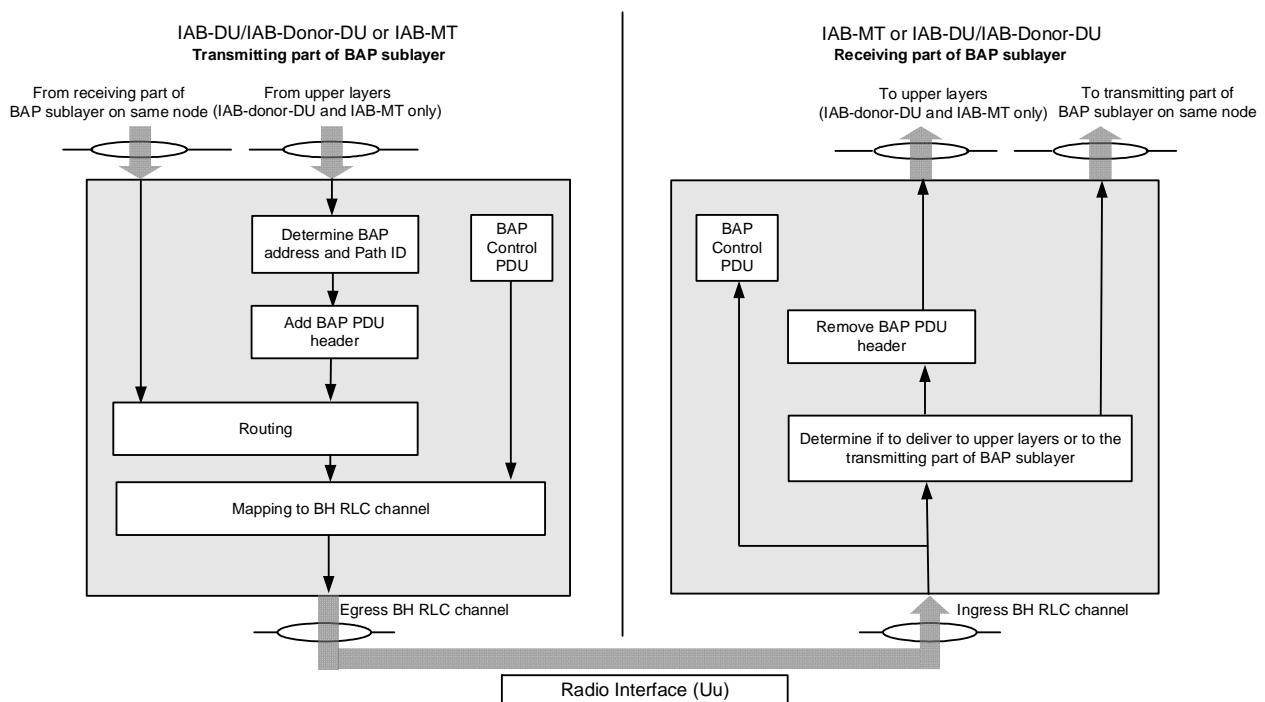 IAB-DU/IAB-Donor-DU or IAB-MT
Transmitting part of BAP sublayer
From receiving part of
BAP sublayer on same node
From upper layers
(IAB-donor-DU and IAB-MT only)
Determine BAP
address and Path ID
BAP
Control
PDU
Add BAP PDU
header
Routing
Mapping to BH RLC channel
Egress BH RLC channel
IAB-MT or IAB-DU/IAB-Donor-DU
Receiving part of BAP sublayer
To upper layers
(IAB-donor-DU and IAB-MT only)
To transmitting part of
BAP sublayer on same node
BAP
Control
PDU
Remove BAP PDU
header
Determine if to deliver to upper layers or to the
transmitting part of BAP sublayer
Ingress BH RLC channel
Radio Interface (Uu)